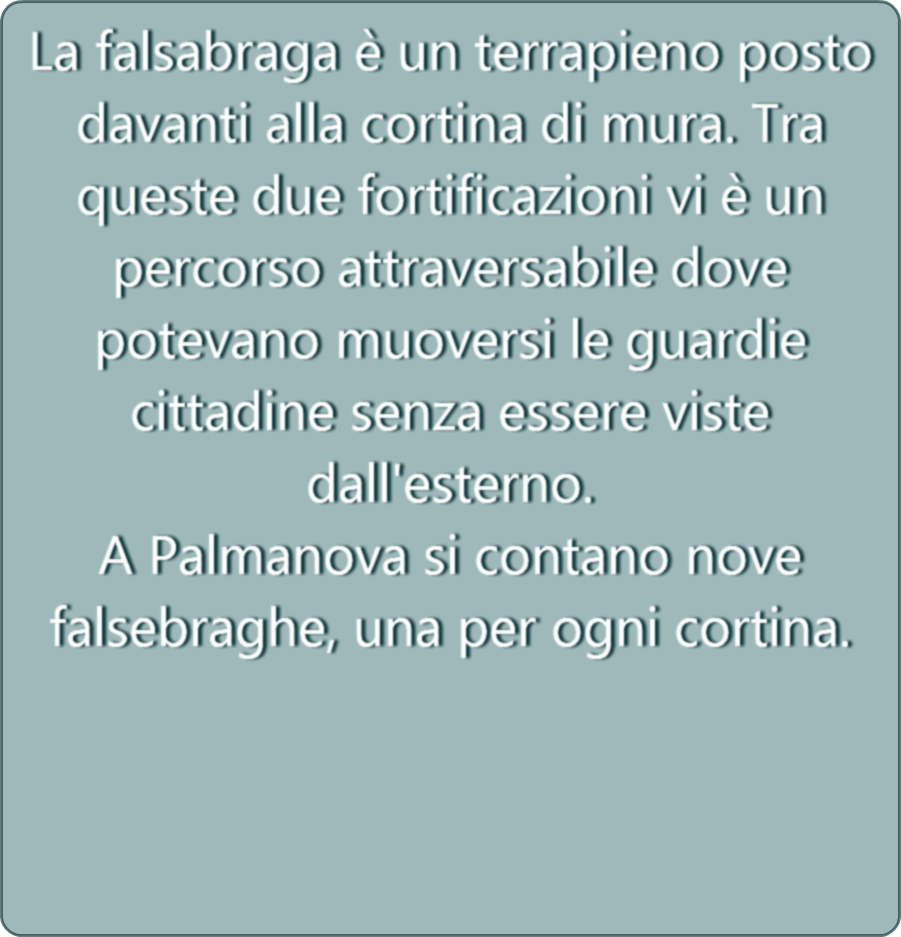 La falsabraga è un terrapieno posto
davanti alla cortina di mura. Tra
queste due fortificazioni vi è un
percorso attraversabile dove
potevano muoversi le guardie
cittadine senza essere viste
dall'esterno.
A Palmanova si contano nove
falsebraghe, una per ogni cortina.